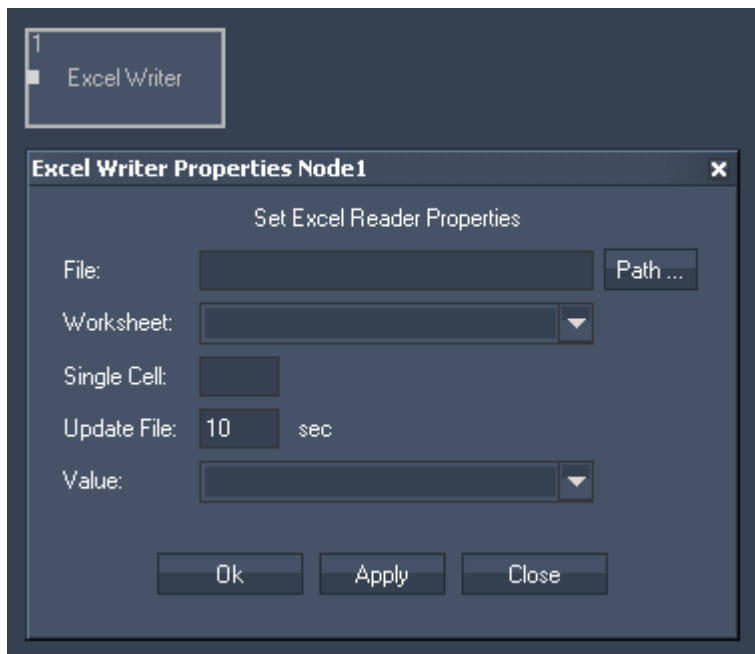 1
Excel Writer
Excel Writer Properties Node1
Set Excel Reader Properties
File: Path ...
Worksheet:
Single Cell:
Update File: 10 sec
Value:
Ok Apply Close